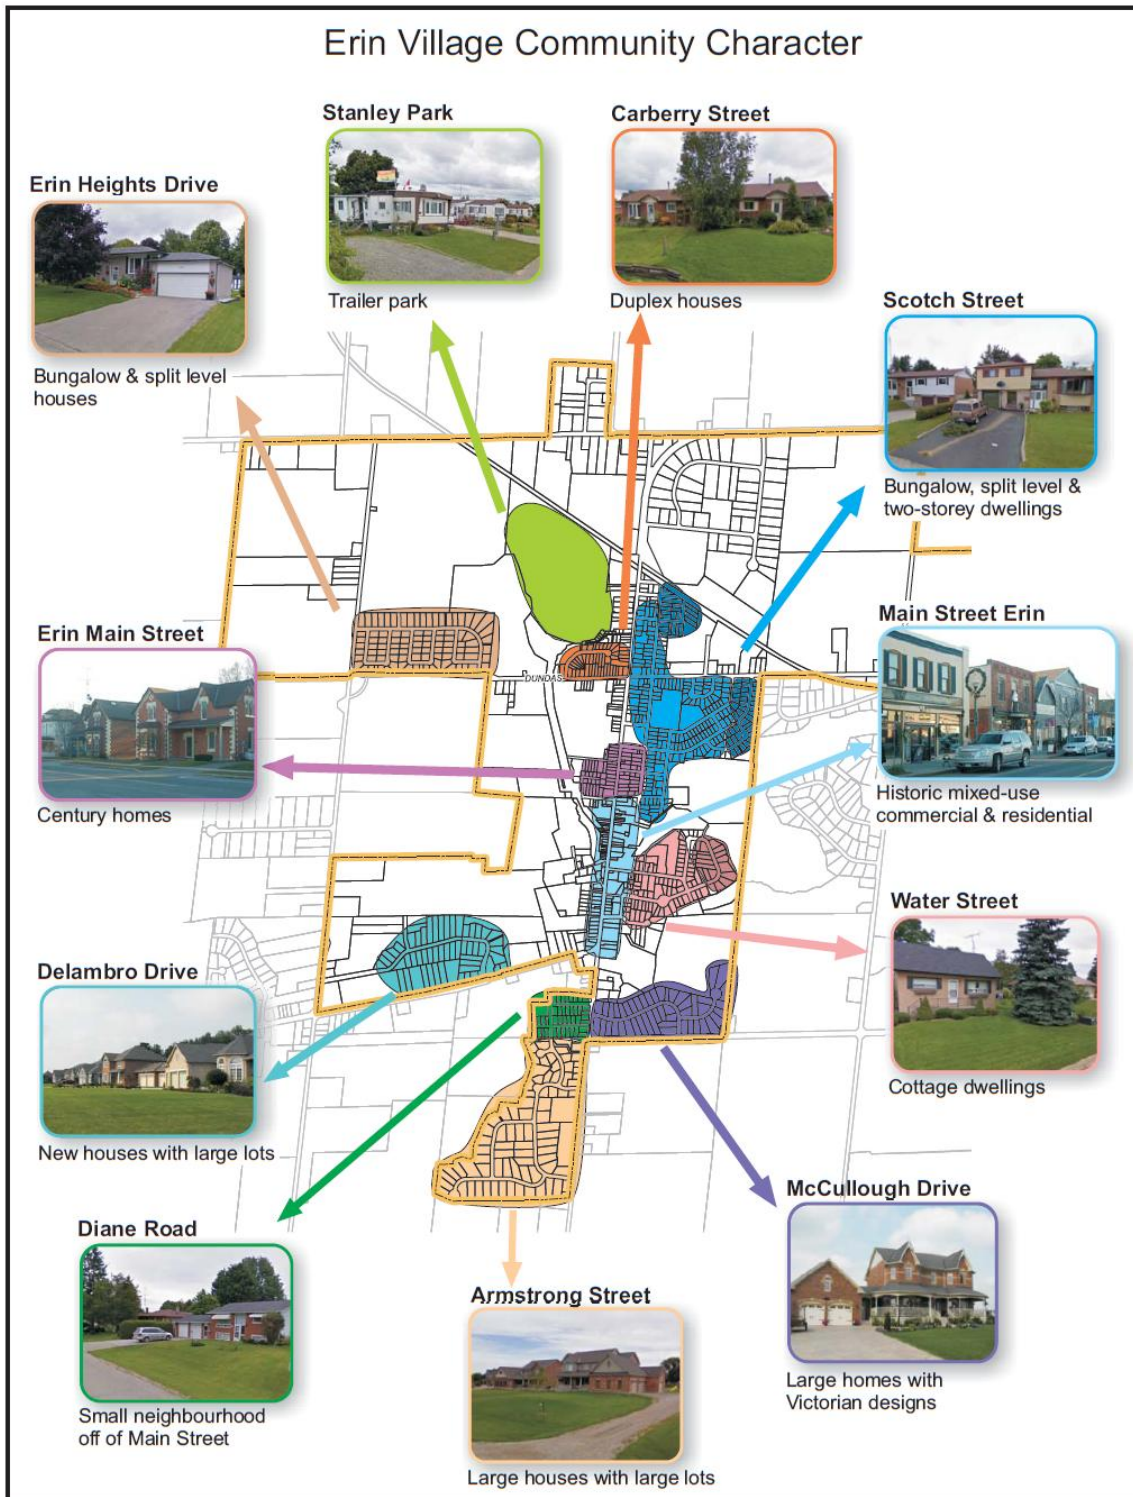 Erin Village Community Character
Stanley Park
Carberry Street
Erin Heights Drive
Trailer park
Duplex houses
Scotch Street
Bungalow & split level
houses
Bungalow, split level &
two-storey dwellings
Erin Main Street
Main Street Erin
DUNDAS
Century homes
Historic mixed-use
commercial & residential
Water Street
Delambro Drive
Cottage dwellings
New houses with large lots
McCullough Drive
Diane Road
Armstrong Street
Large homes with
Victorian designs
Small neighbourhood
off of Main Street
Large houses with large lots